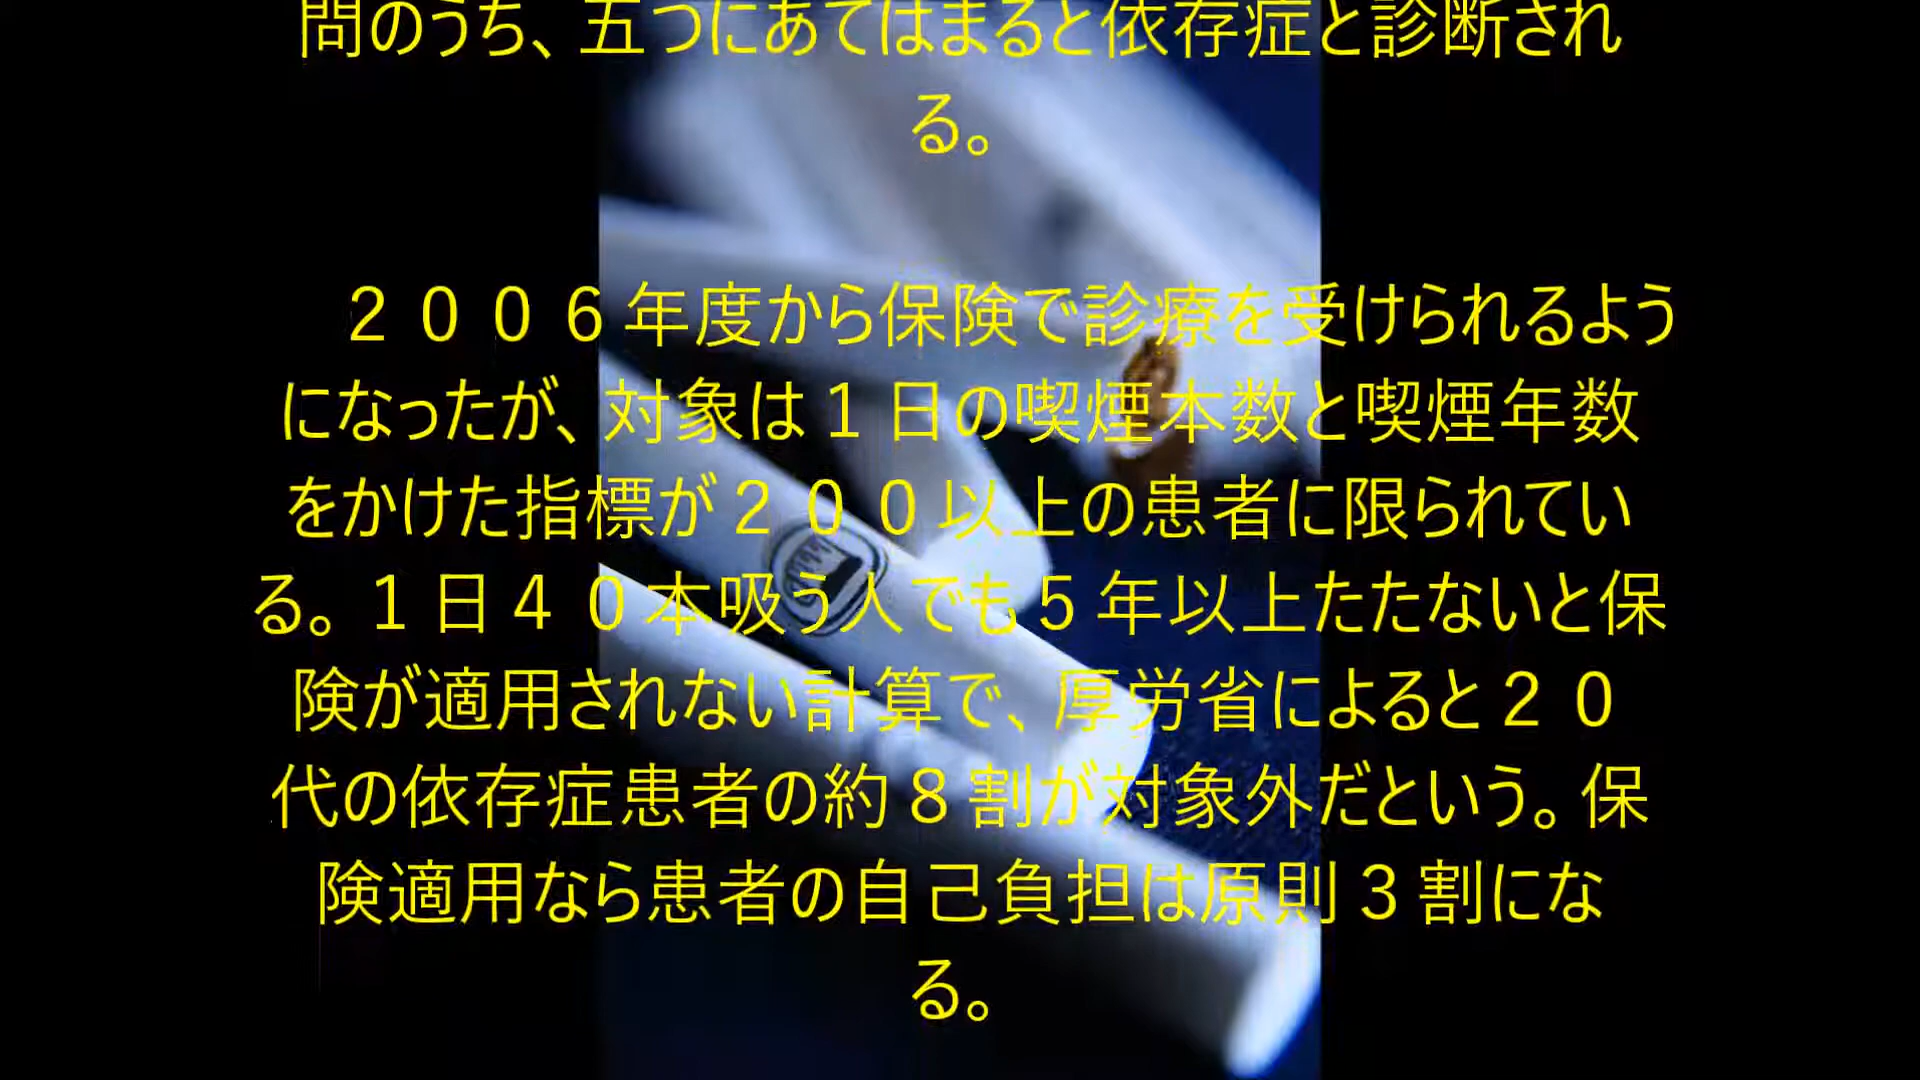 問のうち、五つにあてはまると依存症と診断され
る。
２００６年度から保険で診療を受けられるよう
になったが、対象は１日の喫煙本数と喫煙年数
をかけた指標が２００以上の患者に限られてい
る。１日４０本吸う人でも５年以上たたないと保
険が適用されない計算で、厚労省によると２０
代の依存症患者の約８割が対象外だという。保
険適用なら患者の自己負担は原則３割にな
る。